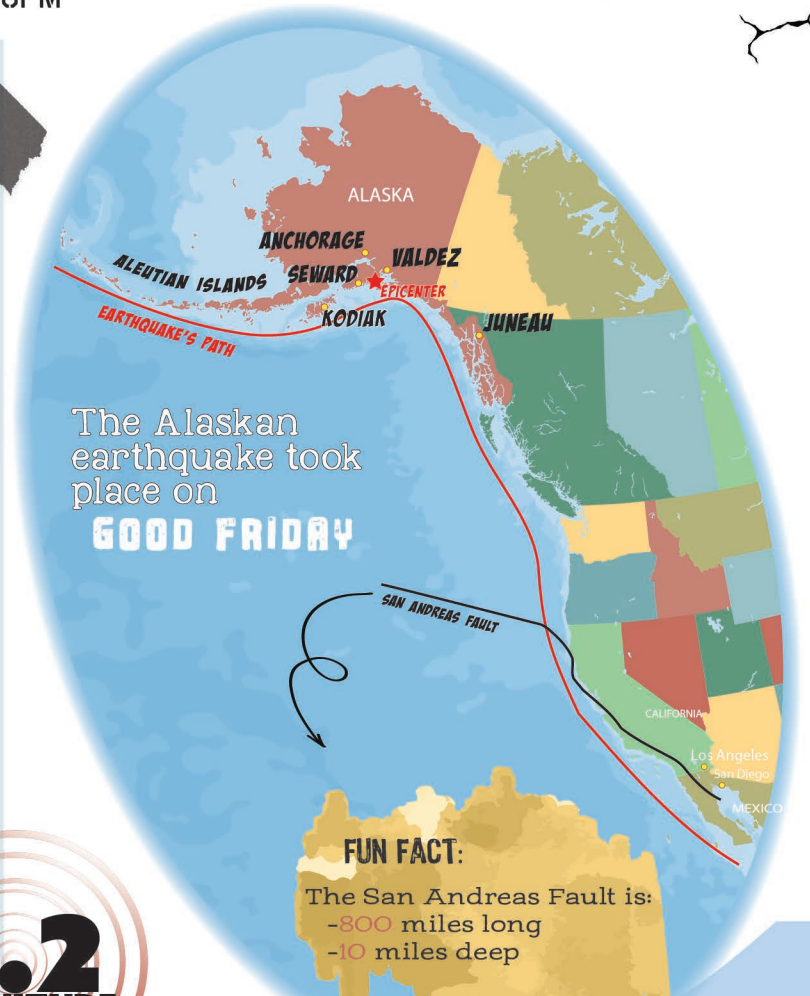 ALASKA
ANCHORAGE
VALDEZ
ALEUTIAN ISLANDS
SEWARD
EPICENTER
KODIAK
JUNEAU
EARTHQUAKE'S PATH
The Alaskan
earthquake took
place on
GOOD FRIDAY
SAN ANDREAS FAULT
CALIFORNIA
Los Angeles
San Diego
MEXICO
FUN FACT:
The San Andreas Fault is:
-800 miles long
-10 miles deep
.2